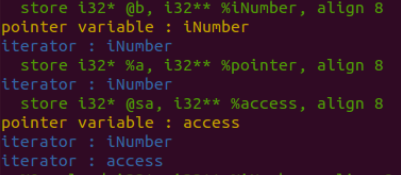 store i32* @b, i32** %iNumber, align 8
pointer variable : iNumber
iterator : iNumber
store i32* %a, i32** %pointer, align 8
iterator : iNumber
store i32* @sa, i32** %access, align 8
pointer variable : access
iterator : iNumber
iterator : access